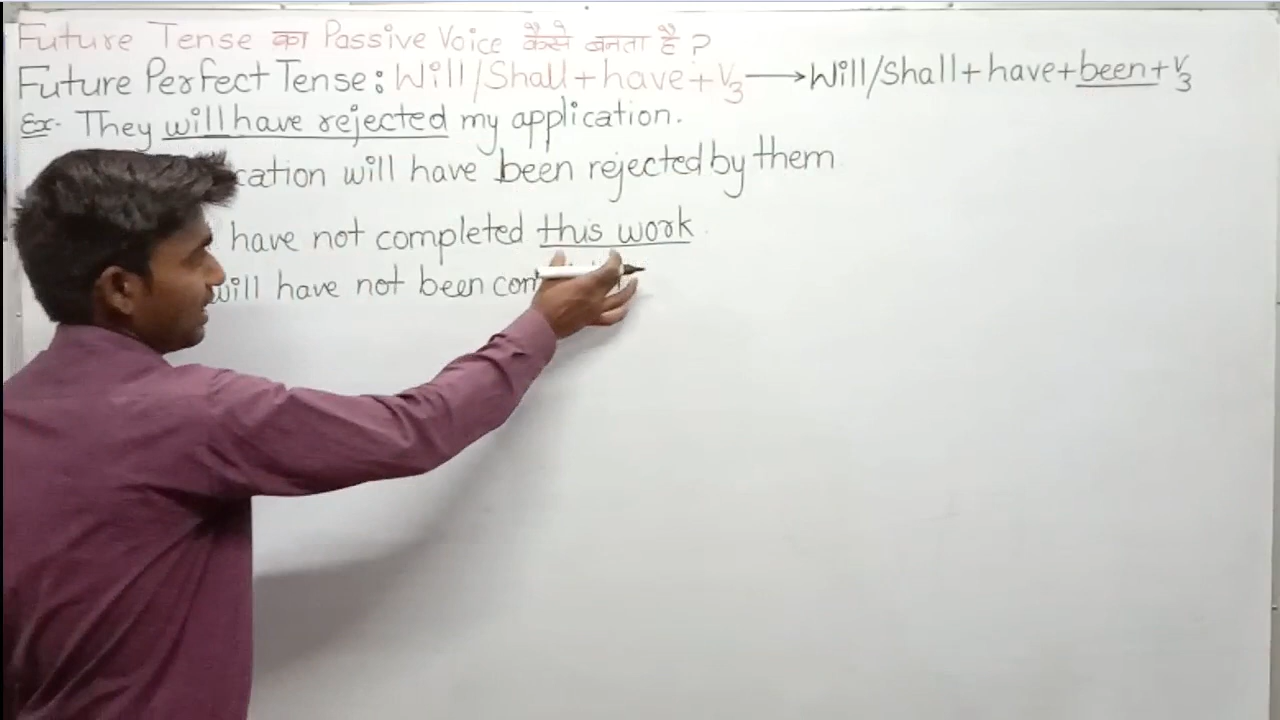 Future Tense का Passive Voice कैसे बनता है ?
Future Perfect Tense : Will/Shall + have + V3 ⟶ Will/Shall + have + been + V3
Ex. They will have rejected my application.
cation will have been rejected by them
have not completed this work
will have not been com